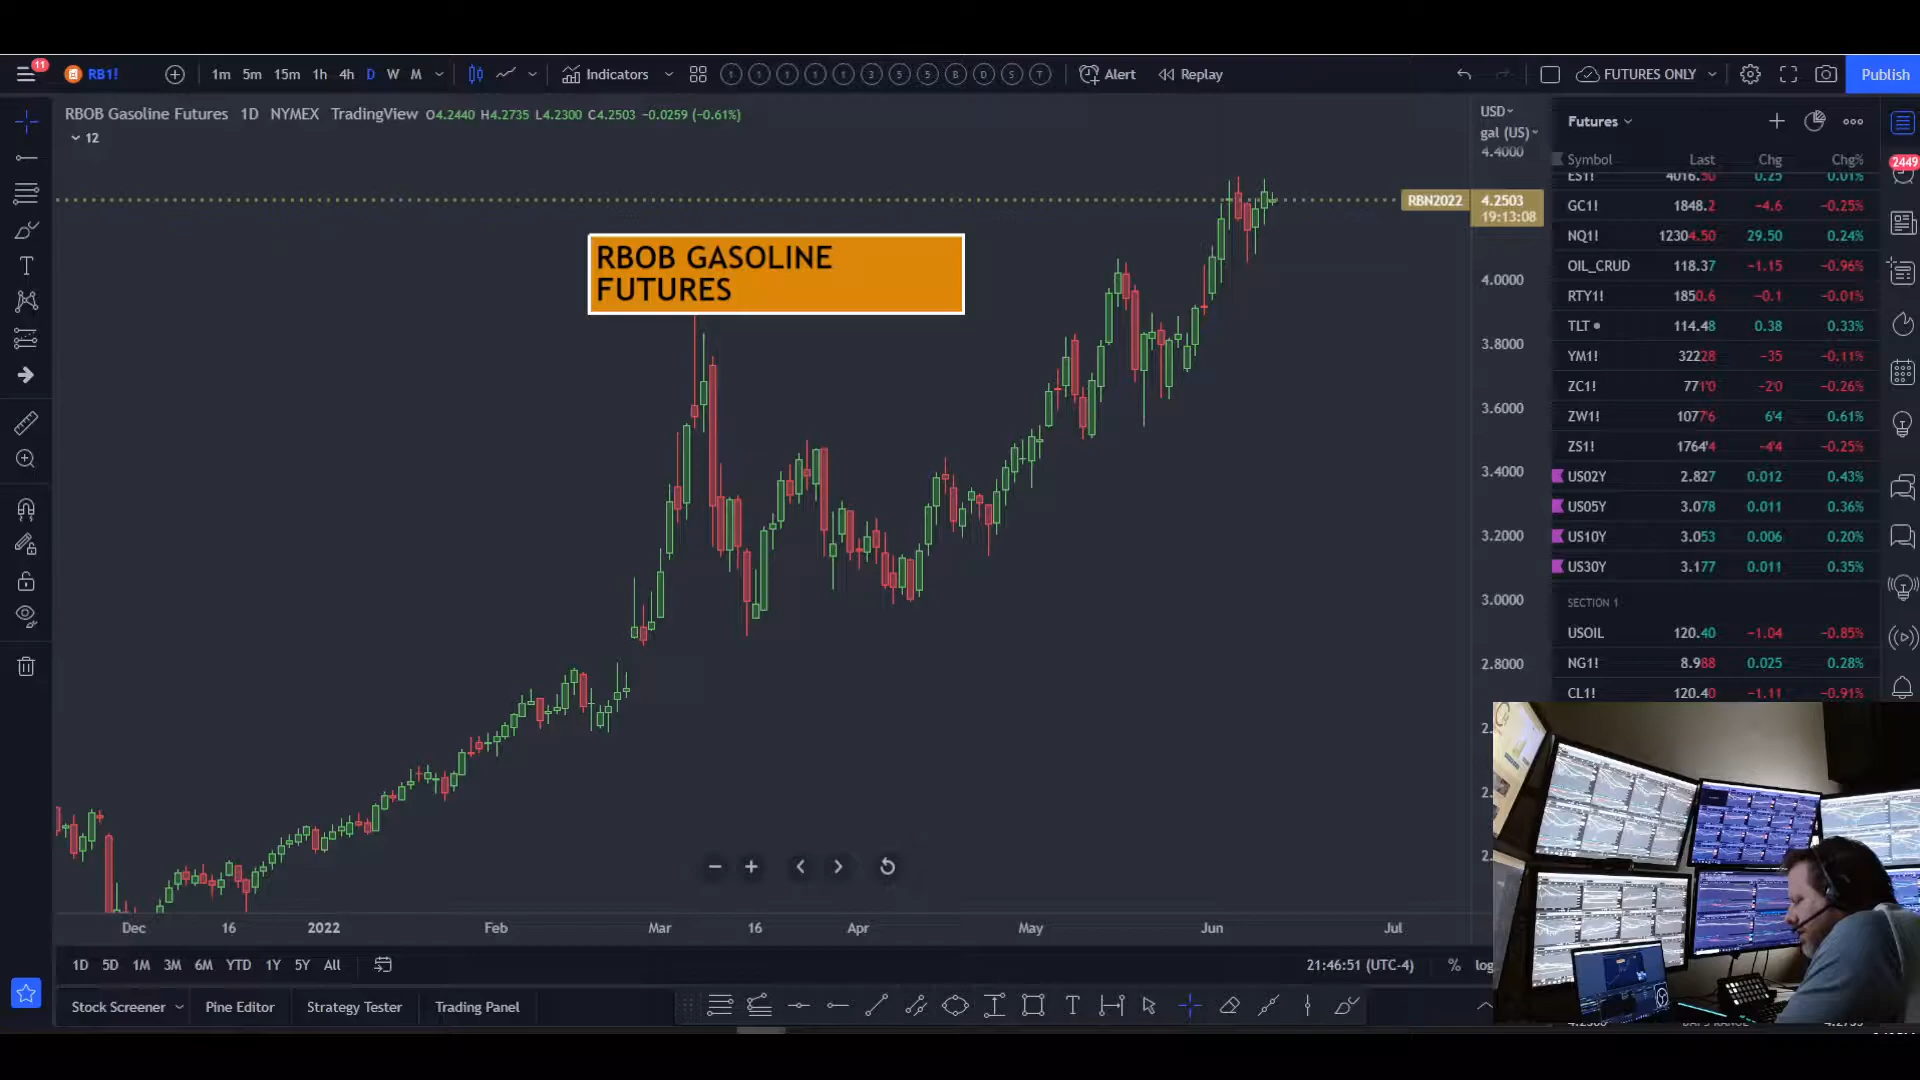 11
RB1!
1m 5m 15m 1h 4h D W M
Indicators
Alert
Replay
FUTURES ONLY
Publish
RBOB Gasoline Futures 1D NYMEX TradingView O4.2440 H4.2735 L4.2300 C4.2503 −0.0259 (−0.61%)
12
RBOB GASOLINE
FUTURES
USD
gal (US)
4.4000
RBN2022 4.2503
19:13:08
4.0000
3.8000
3.6000
3.4000
3.2000
3.0000
2.8000
Dec 16 2022 Feb Mar 16 Apr May Jun Jul
1D 5D 1M 3M 6M YTD 1Y 5Y All
21:46:51 (UTC-4) % log
Stock Screener Pine Editor Strategy Tester Trading Panel
Futures
Symbol Last Chg Chg%
ES1! 4016.50 0.25 0.01%
GC1! 1848.2 −4.6 −0.25%
NQ1! 12304.50 29.50 0.24%
OIL_CRUD 118.37 −1.15 −0.96%
RTY1! 1850.6 −0.1 −0.01%
TLT 114.48 0.38 0.33%
YM1! 32228 −35 −0.11%
ZC1! 771'0 −2'0 −0.26%
ZW1! 1077'6 6'4 0.61%
ZS1! 1764'4 −4'4 −0.25%
US02Y 2.827 0.012 0.43%
US05Y 3.078 0.011 0.36%
US10Y 3.053 0.006 0.20%
US30Y 3.177 0.011 0.35%
SECTION 1
USOIL 120.40 −1.04 −0.85%
NG1! 8.988 0.025 0.28%
CL1! 120.40 −1.11 −0.91%
2449